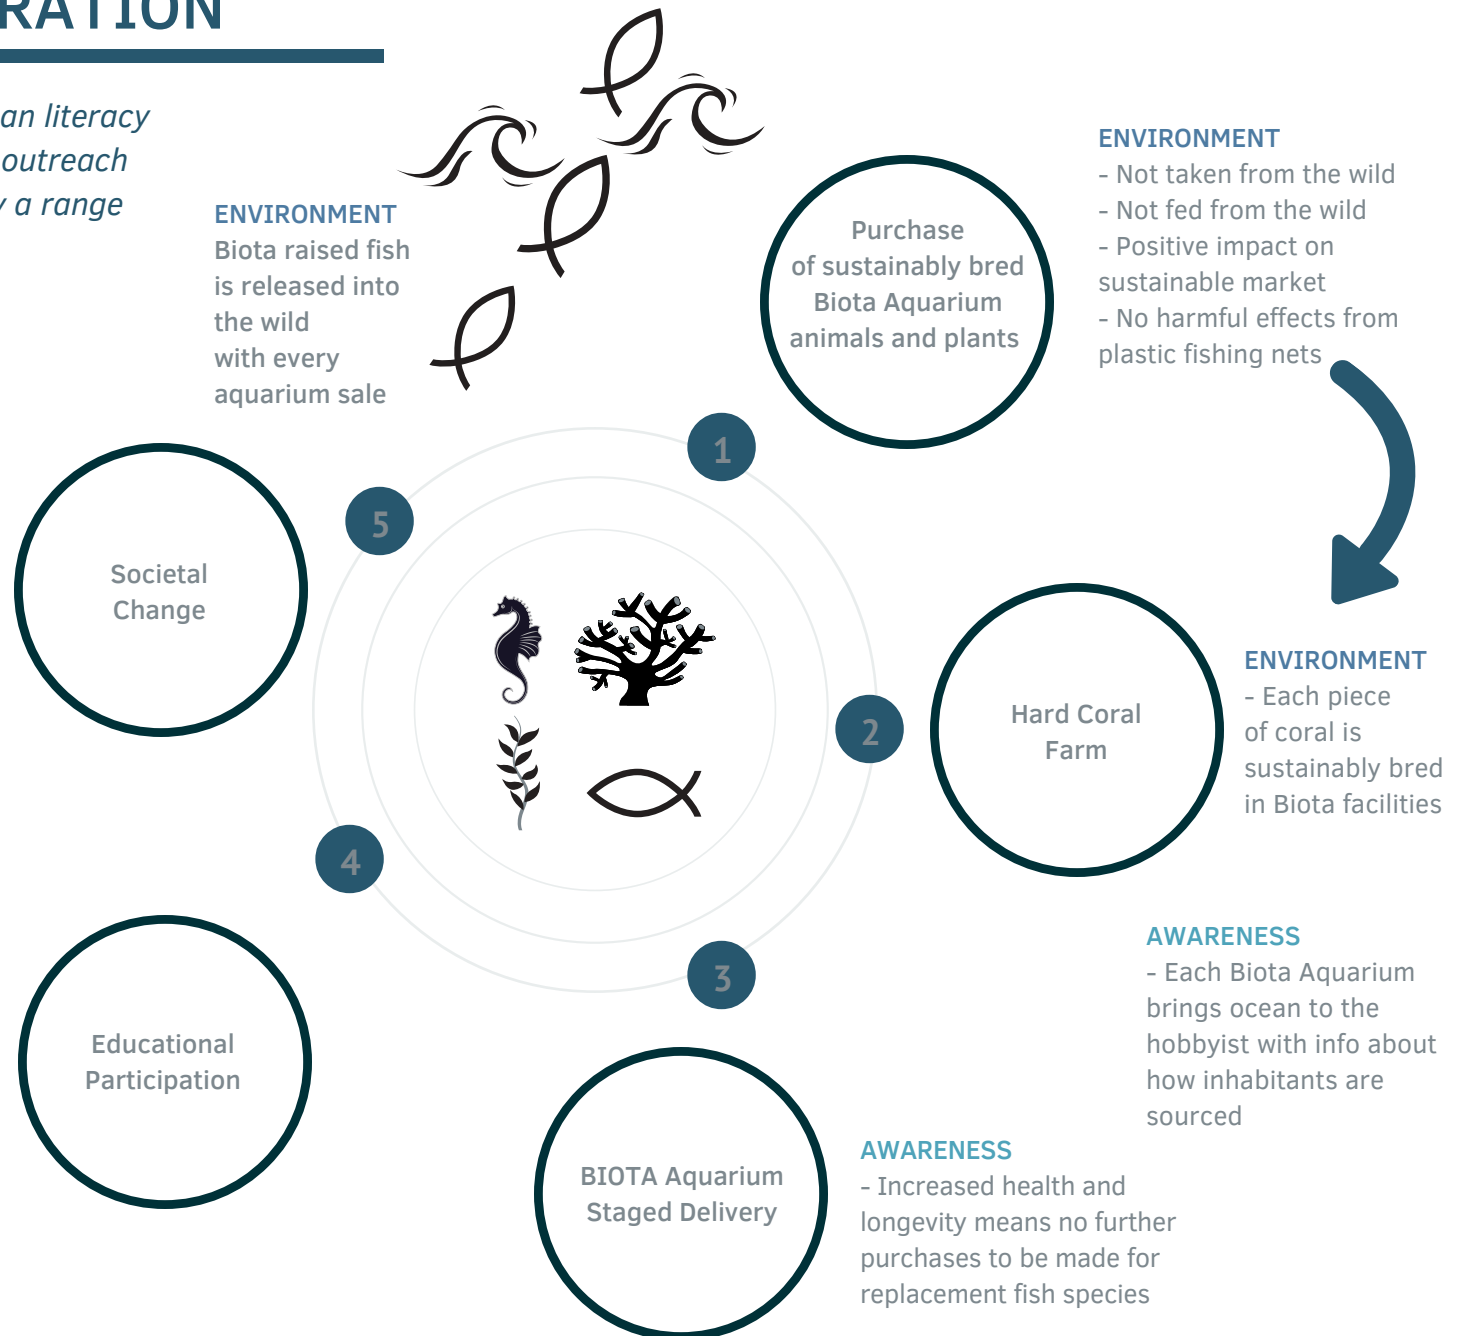 RATION
an literacy
outreach
a range
ENVIRONMENT
Biota raised fish
is released into
the wild
with every
aquarium sale
Purchase
of sustainably bred
Biota Aquarium
animals and plants
ENVIRONMENT
- Not taken from the wild
- Not fed from the wild
- Positive impact on
sustainable market
- No harmful effects from
plastic fishing nets
1
5
Societal
Change
2
Hard Coral
Farm
ENVIRONMENT
- Each piece
of coral is
sustainably bred
in Biota facilities
4
3
AWARENESS
- Each Biota Aquarium
brings ocean to the
hobbyist with info about
how inhabitants are
sourced
Educational
Participation
BIOTA Aquarium
Staged Delivery
AWARENESS
- Increased health and
longevity means no further
purchases to be made for
replacement fish species